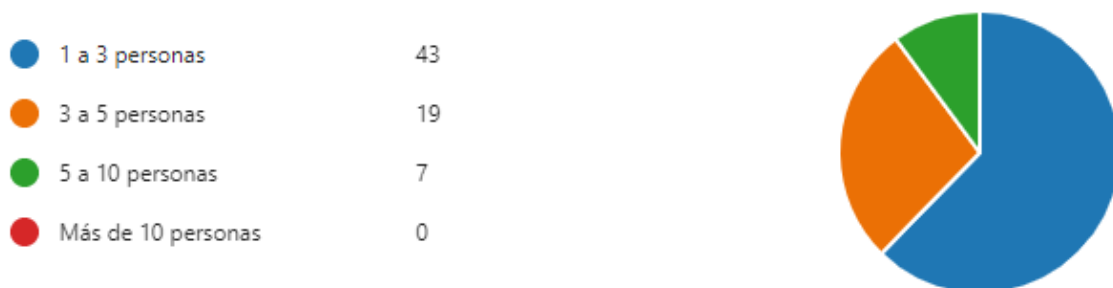 1 a 3 personas 43
3 a 5 personas 19
5 a 10 personas 7
Más de 10 personas 0